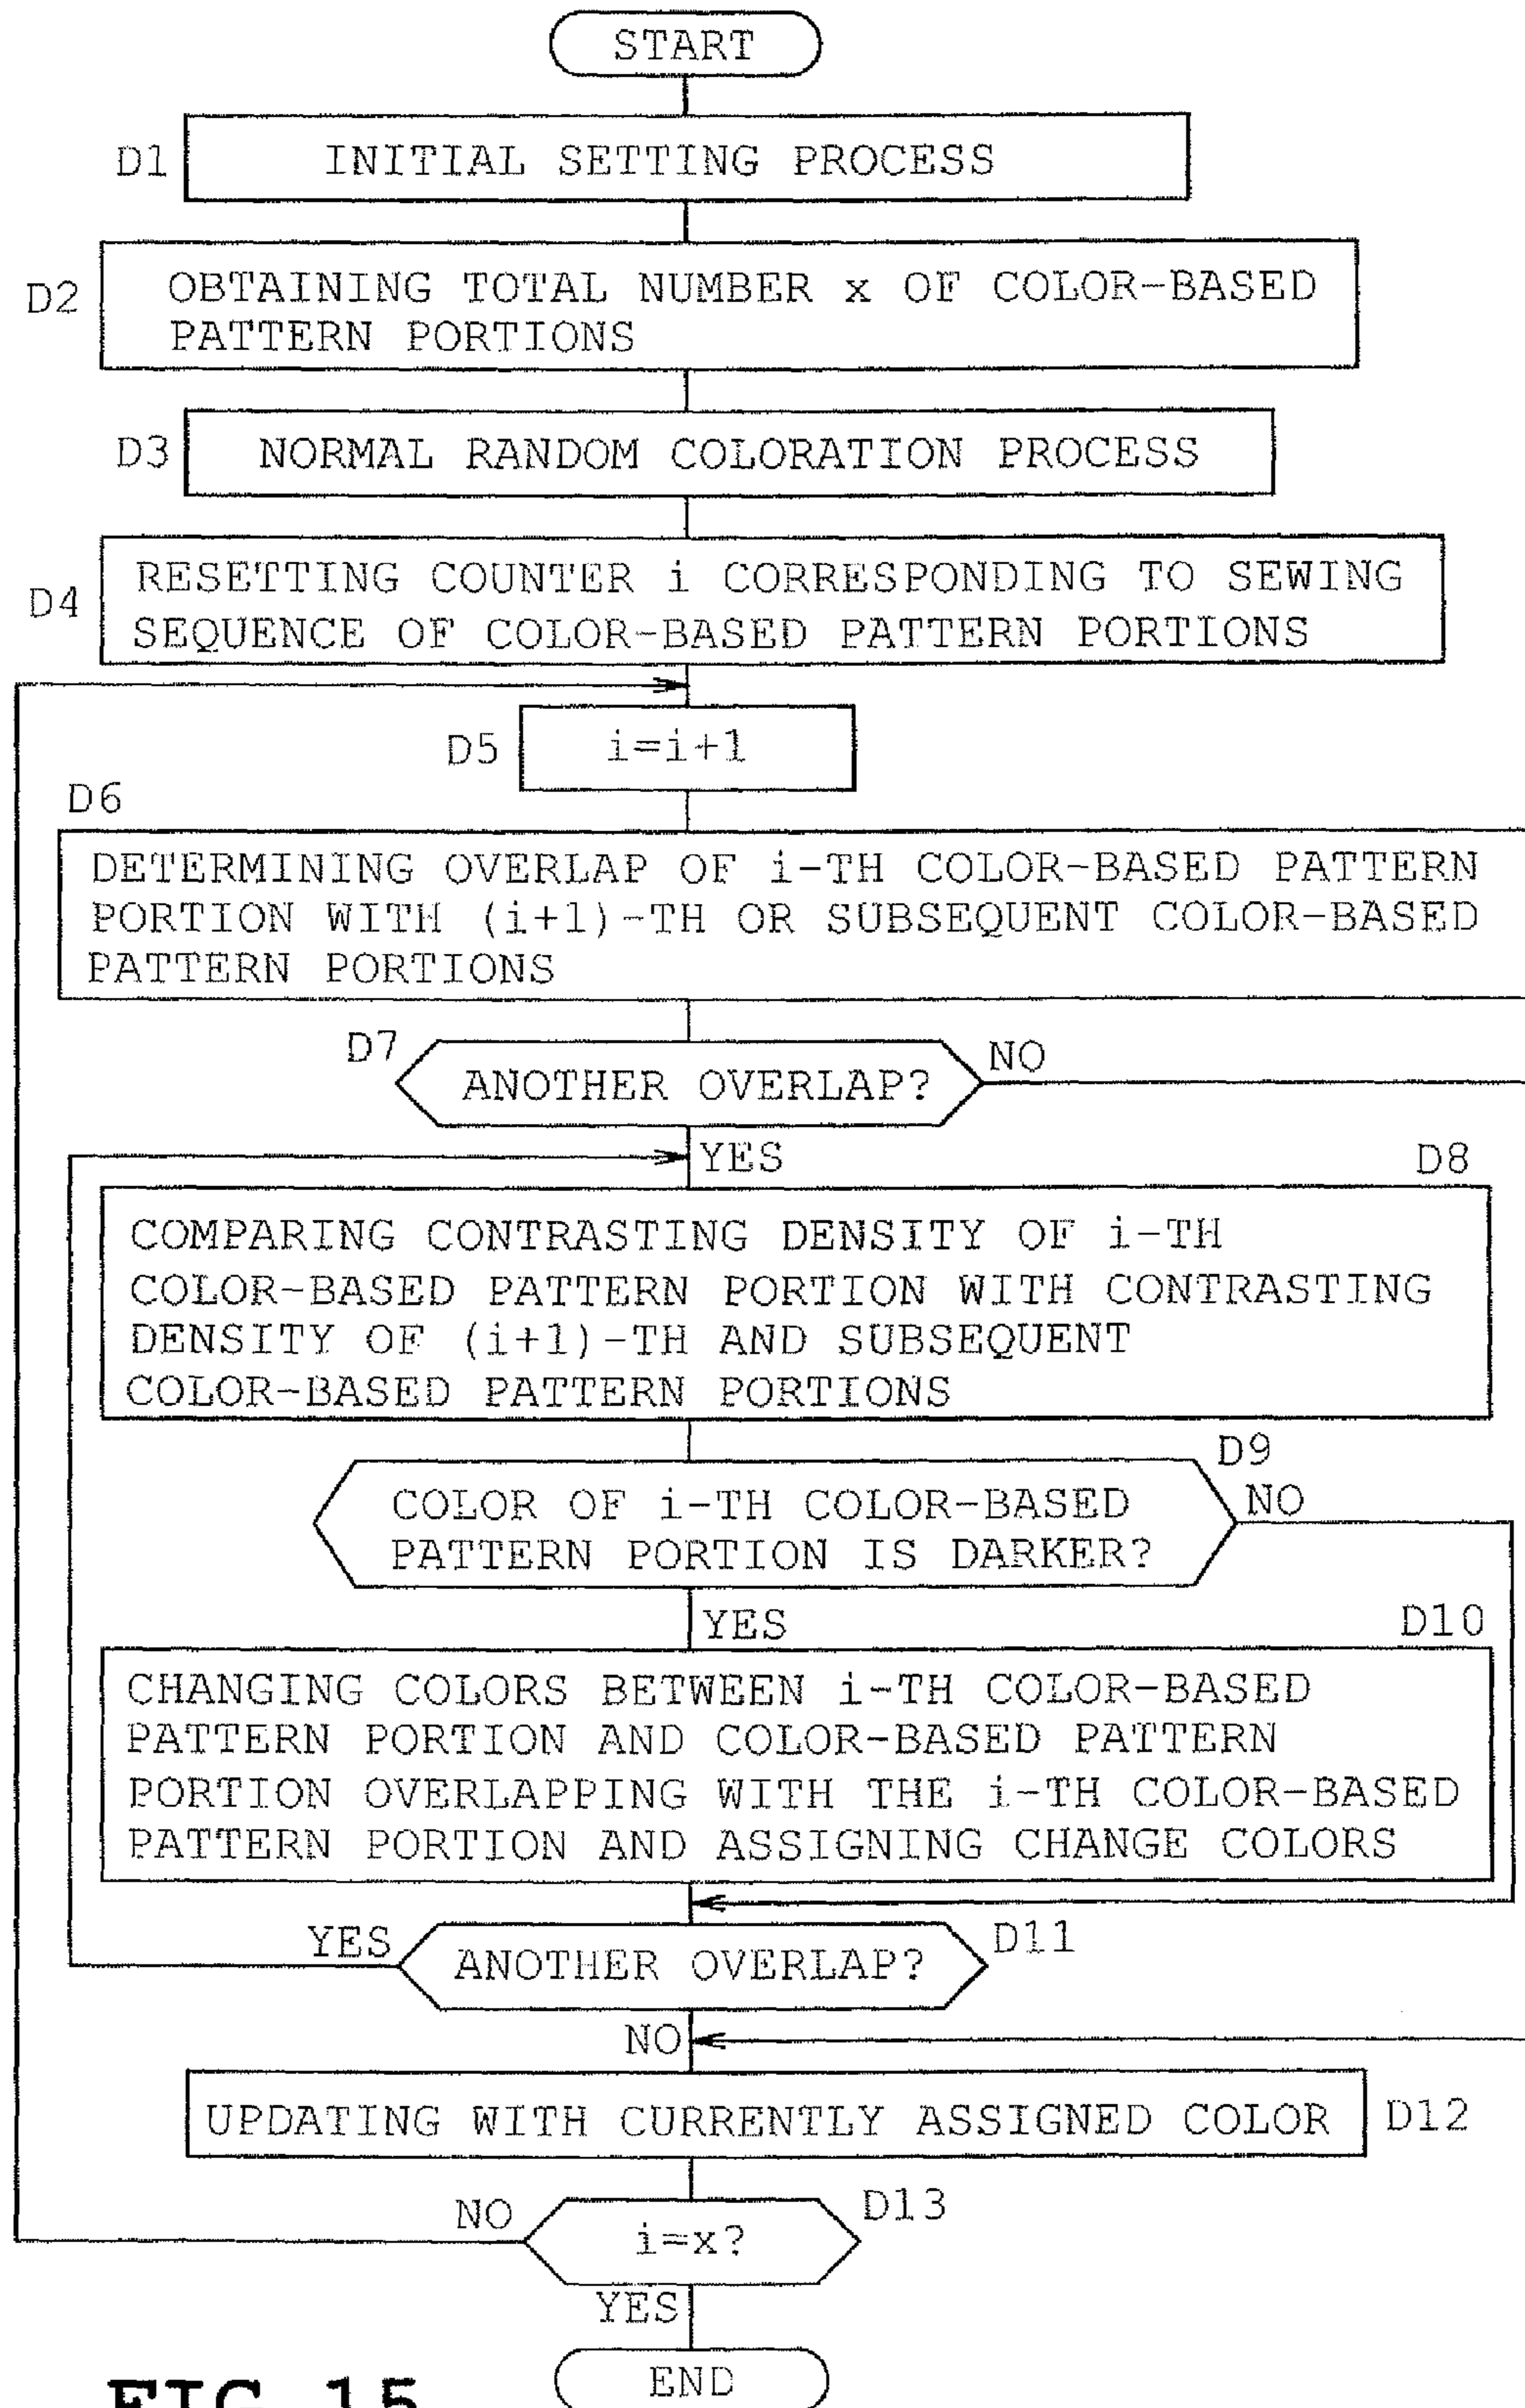 START
D1
INITIAL SETTING PROCESS
D2
OBTAINING TOTAL NUMBER x OF COLOR-BASED
PATTERN PORTIONS
D3
NORMAL RANDOM COLORATION PROCESS
D4
RESETTING COUNTER i CORRESPONDING TO SEWING
SEQUENCE OF COLOR-BASED PATTERN PORTIONS
D5
i=i+1
D6
DETERMINING OVERLAP OF i-TH COLOR-BASED PATTERN
PORTION WITH (i+1)-TH OR SUBSEQUENT COLOR-BASED
PATTERN PORTIONS
D7
ANOTHER OVERLAP?
NO
YES
D8
COMPARING CONTRASTING DENSITY OF i-TH
COLOR-BASED PATTERN PORTION WITH CONTRASTING
DENSITY OF (i+1)-TH AND SUBSEQUENT
COLOR-BASED PATTERN PORTIONS
D9
COLOR OF i-TH COLOR-BASED
PATTERN PORTION IS DARKER?
NO
YES
D10
CHANGING COLORS BETWEEN i-TH COLOR-BASED
PATTERN PORTION AND COLOR-BASED PATTERN
PORTION OVERLAPPING WITH THE i-TH COLOR-BASED
PATTERN PORTION AND ASSIGNING CHANGE COLORS
YES
ANOTHER OVERLAP?
D11
NO
UPDATING WITH CURRENTLY ASSIGNED COLOR
D12
NO
i=x?
D13
YES
END
FIG. 15